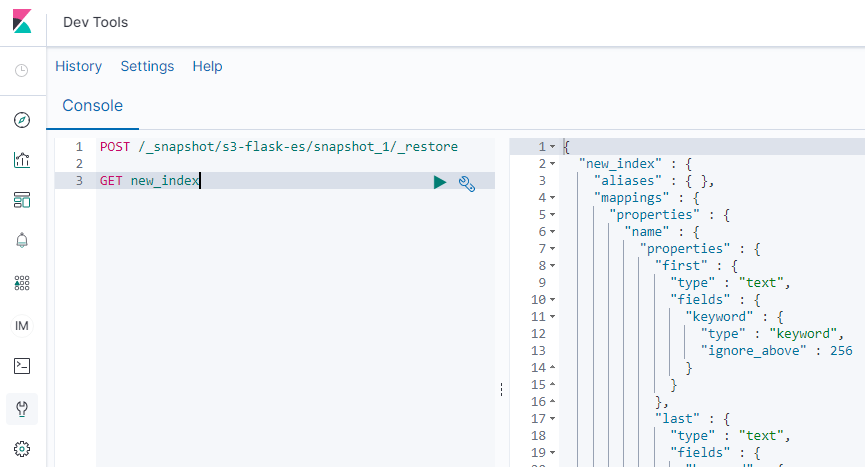 Dev Tools
History Settings Help
Console
1 POST /_snapshot/s3-flask-es/snapshot_1/_restore
2
3 GET new_index
IM
1 {
2 "new_index" : {
3 "aliases" : { },
4 "mappings" : {
5 "properties" : {
6 "name" : {
7 "properties" : {
8 "first" : {
9 "type" : "text",
10 "fields" : {
11 "keyword" : {
12 "type" : "keyword",
13 "ignore_above" : 256
14 }
15 }
16 },
17 "last" : {
18 "type" : "text",
19 "fields" : {